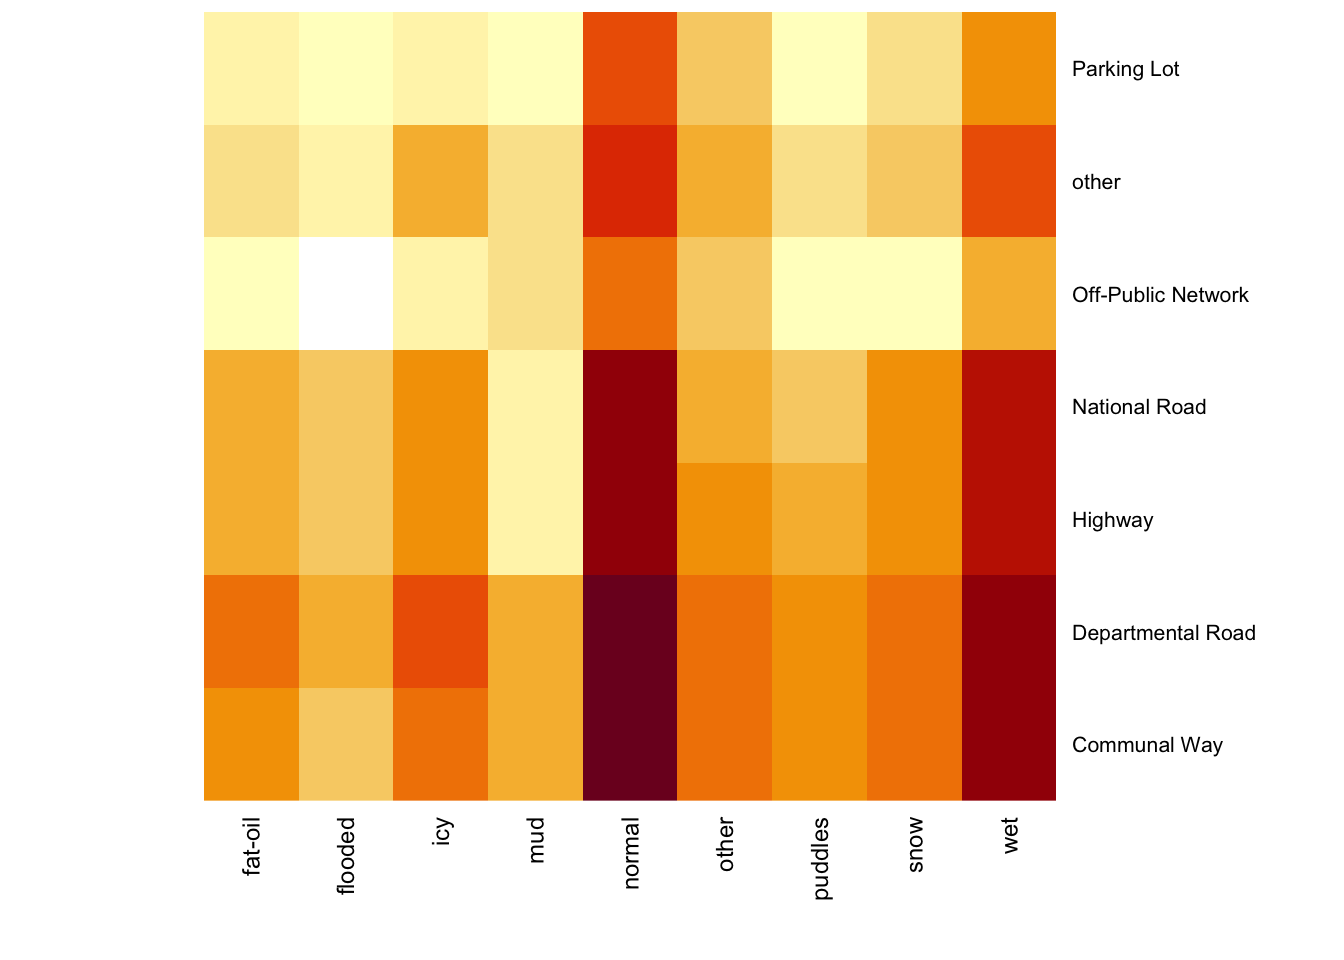 Parking Lot
other
Off-Public Network
National Road
Highway
Departmental Road
Communal Way
fat-oil
flooded
icy
mud
normal
other
puddles
snow
wet